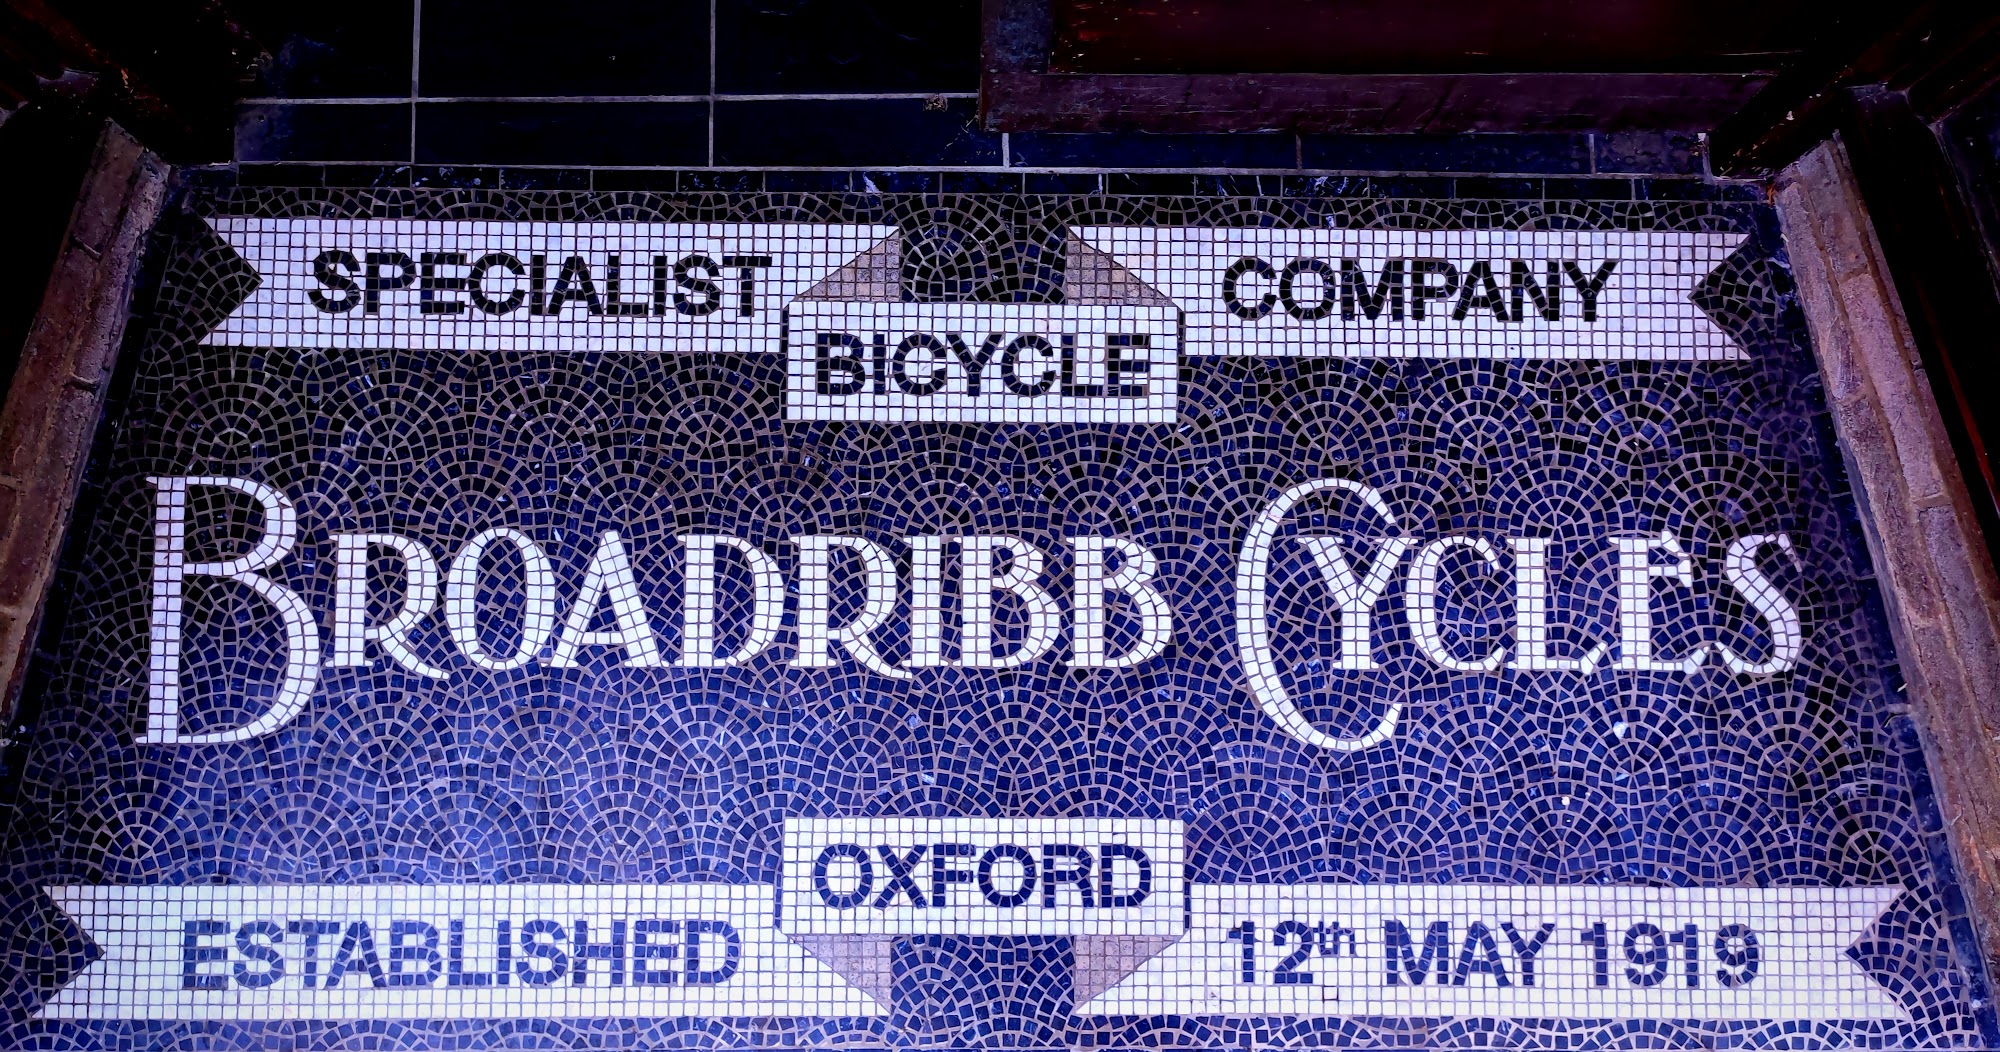 SPECIALIST BICYCLE COMPANY
BROADRIBB CYCLES
ESTABLISHED OXFORD 12th MAY 1919